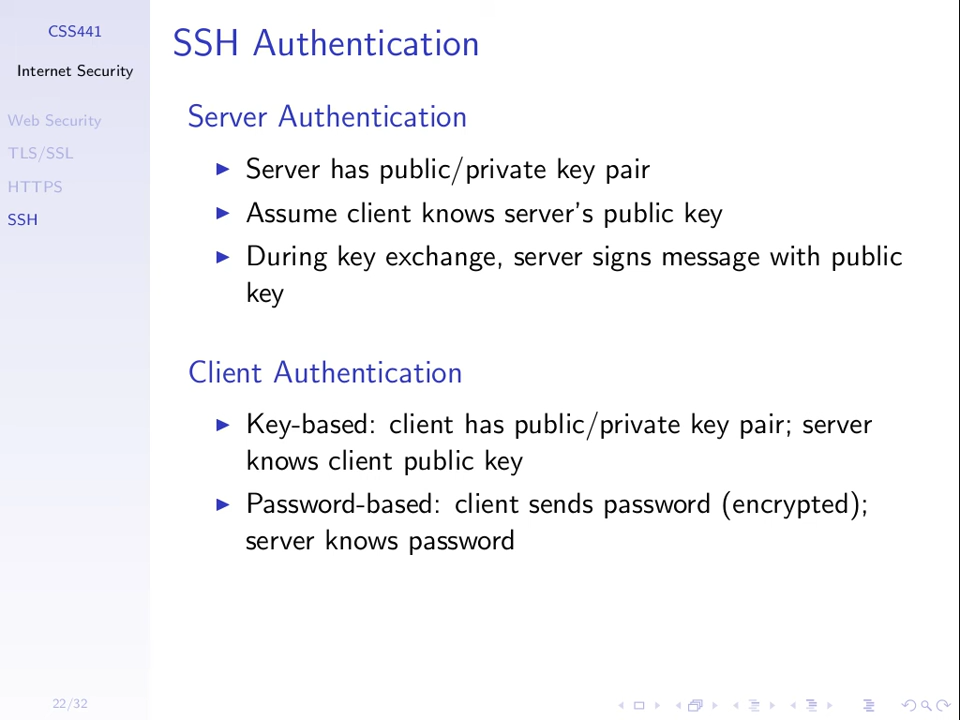 CSS441
Internet Security
Web Security
TLS/SSL
HTTPS
SSH
22/32
SSH Authentication
Server Authentication
Server has public/private key pair
Assume client knows server's public key
During key exchange, server signs message with public
key
Client Authentication
Key-based: client has public/private key pair; server
knows client public key
Password-based: client sends password (encrypted);
server knows password